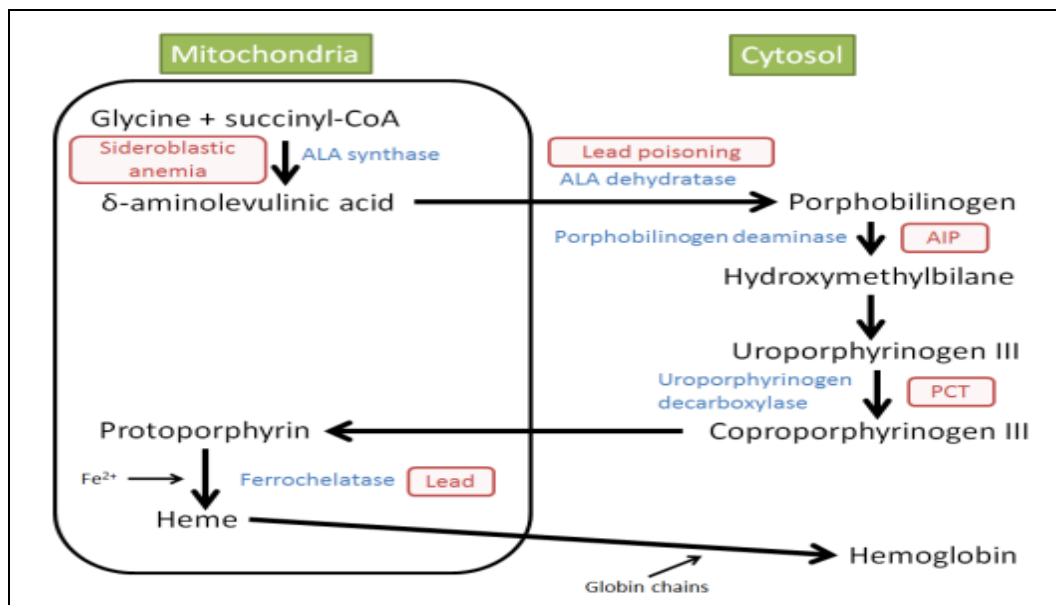 Mitochondria
Cytosol
Glycine + succinyl-CoA
Sideroblastic
anemia
ALA synthase
Lead poisoning
ALA dehydratase
δ-aminolevulinic acid
Porphobilinogen
Porphobilinogen deaminase
AIP
Hydroxymethylbilane
Uroporphyrinogen III
Uroporphyrinogen
decarboxylase
PCT
Protoporphyrin
Coproporphyrinogen III
Fe²⁺
Ferrochelatase
Lead
Heme
Hemoglobin
Globin chains